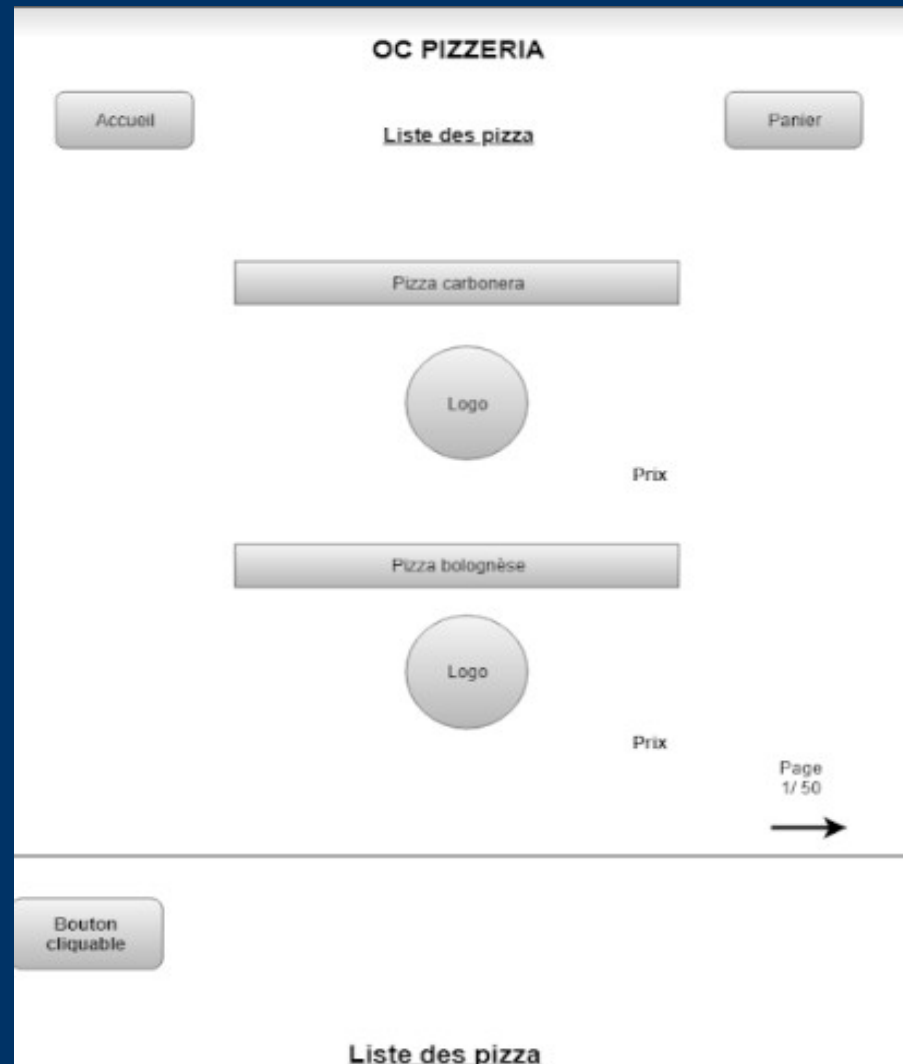 OC PIZZERIA
Accueil
Liste des pizza
Panier
Pizza carbonera
Logo
Prix
Pizza bolognèse
Logo
Prix
Page
1/ 50
Bouton
cliquable
Liste des pizza